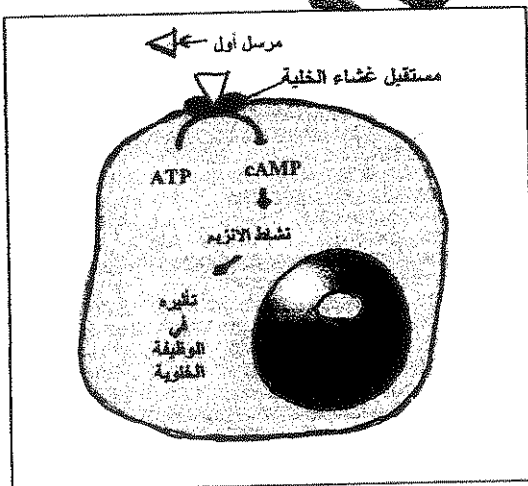 مرسل أول
مستقبل غشاء الخلية
ATP
cAMP
نشاط الانزيم
تأثيره
في
الوظيفة
الخلوية